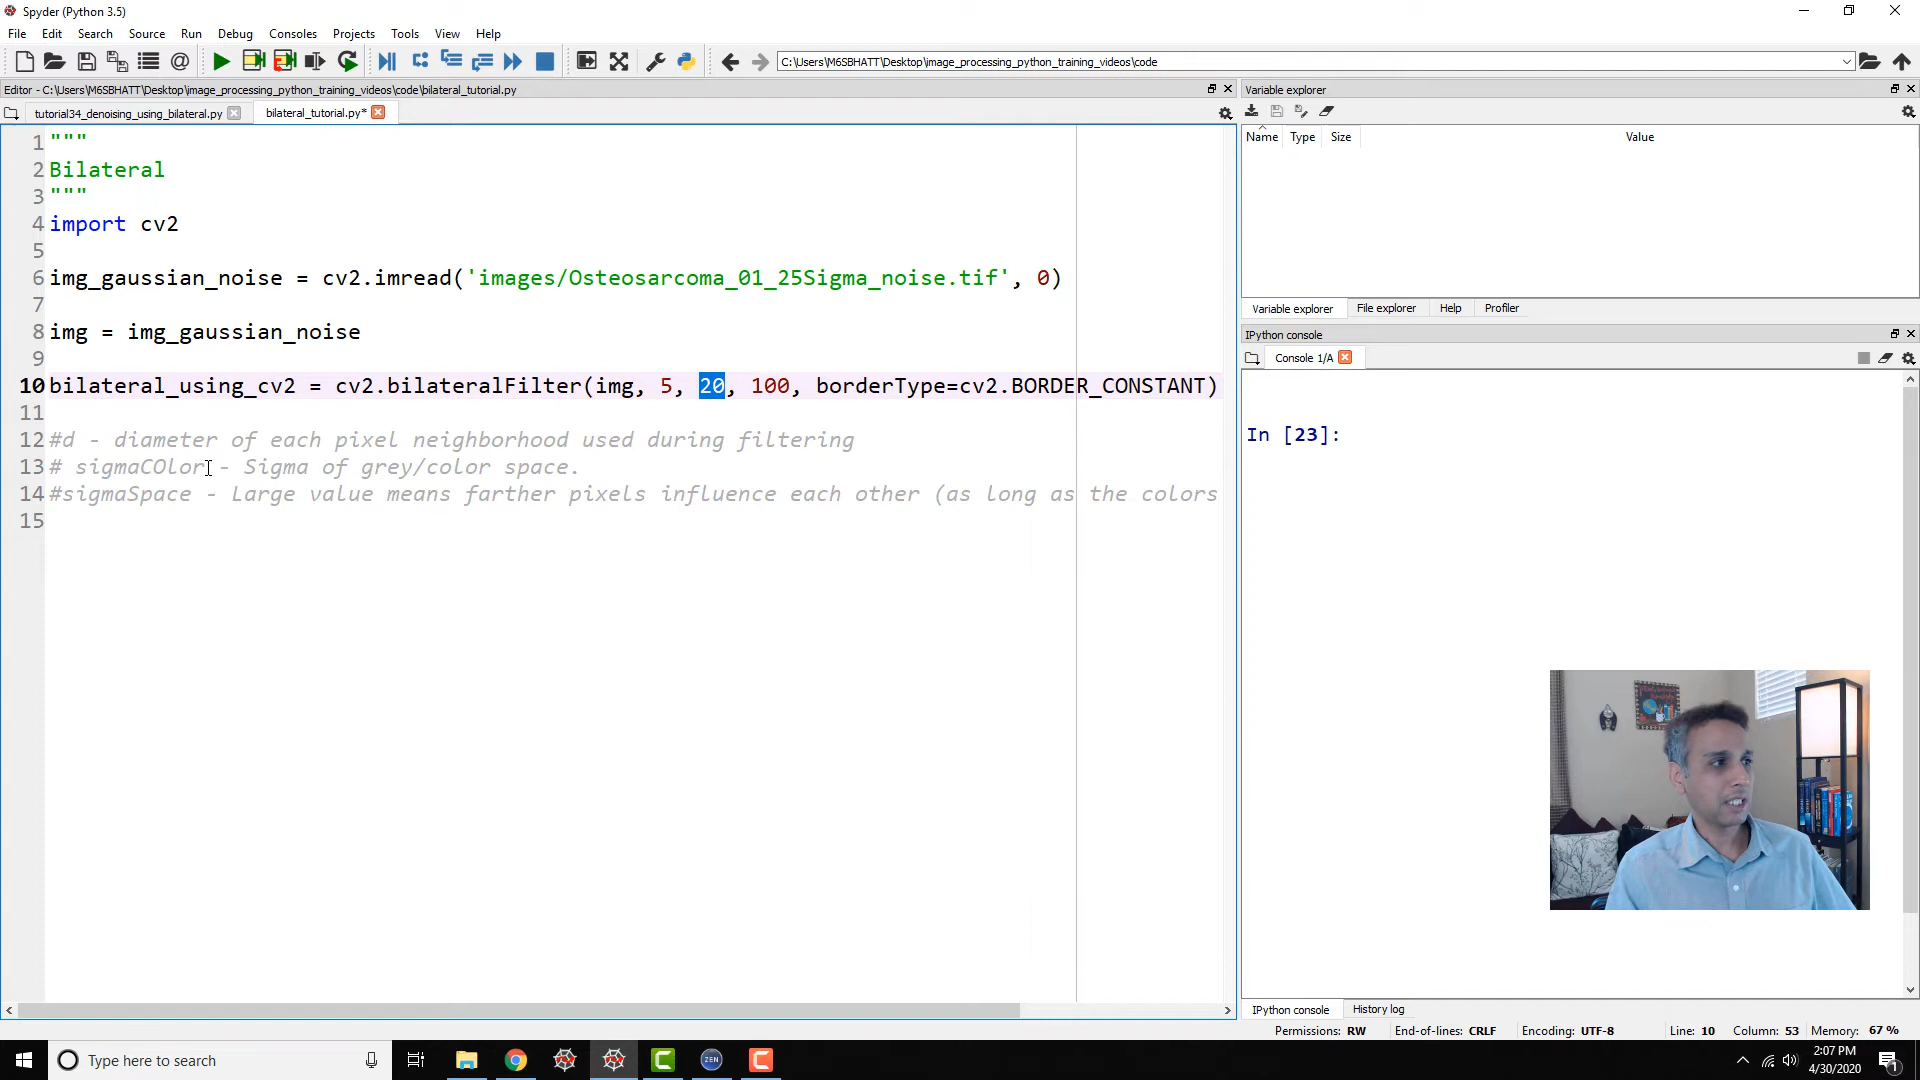 Spyder (Python 3.5)
File Edit Search Source Run Debug Consoles Projects Tools View Help
C:\Users\M6SBHATT\Desktop\image_processing_python_training_videos\code
Editor - C:\Users\M6SBHATT\Desktop\image_processing_python_training_videos\code\bilateral_tutorial.py
tutorial34_denoising_using_bilateral.py bilateral_tutorial.py*
1 """
2 Bilateral
3 """
4 import cv2
5
6 img_gaussian_noise = cv2.imread('images/Osteosarcoma_01_25Sigma_noise.tif', 0)
7
8 img = img_gaussian_noise
9
10 bilateral_using_cv2 = cv2.bilateralFilter(img, 5, 20, 100, borderType=cv2.BORDER_CONSTANT)
11
12 #d - diameter of each pixel neighborhood used during filtering
13 # sigmaCOlor - Sigma of grey/color space.
14 #sigmaSpace - Large value means farther pixels influence each other (as long as the colors
15
Variable explorer
Name Type Size Value
Variable explorer File explorer Help Profiler
IPython console
Console 1/A
In [23]:
IPython console History log
Permissions: RW End-of-lines: CRLF Encoding: UTF-8 Line: 10 Column: 53 Memory: 67 %
Type here to search
ZEN
2:07 PM
4/30/2020
1